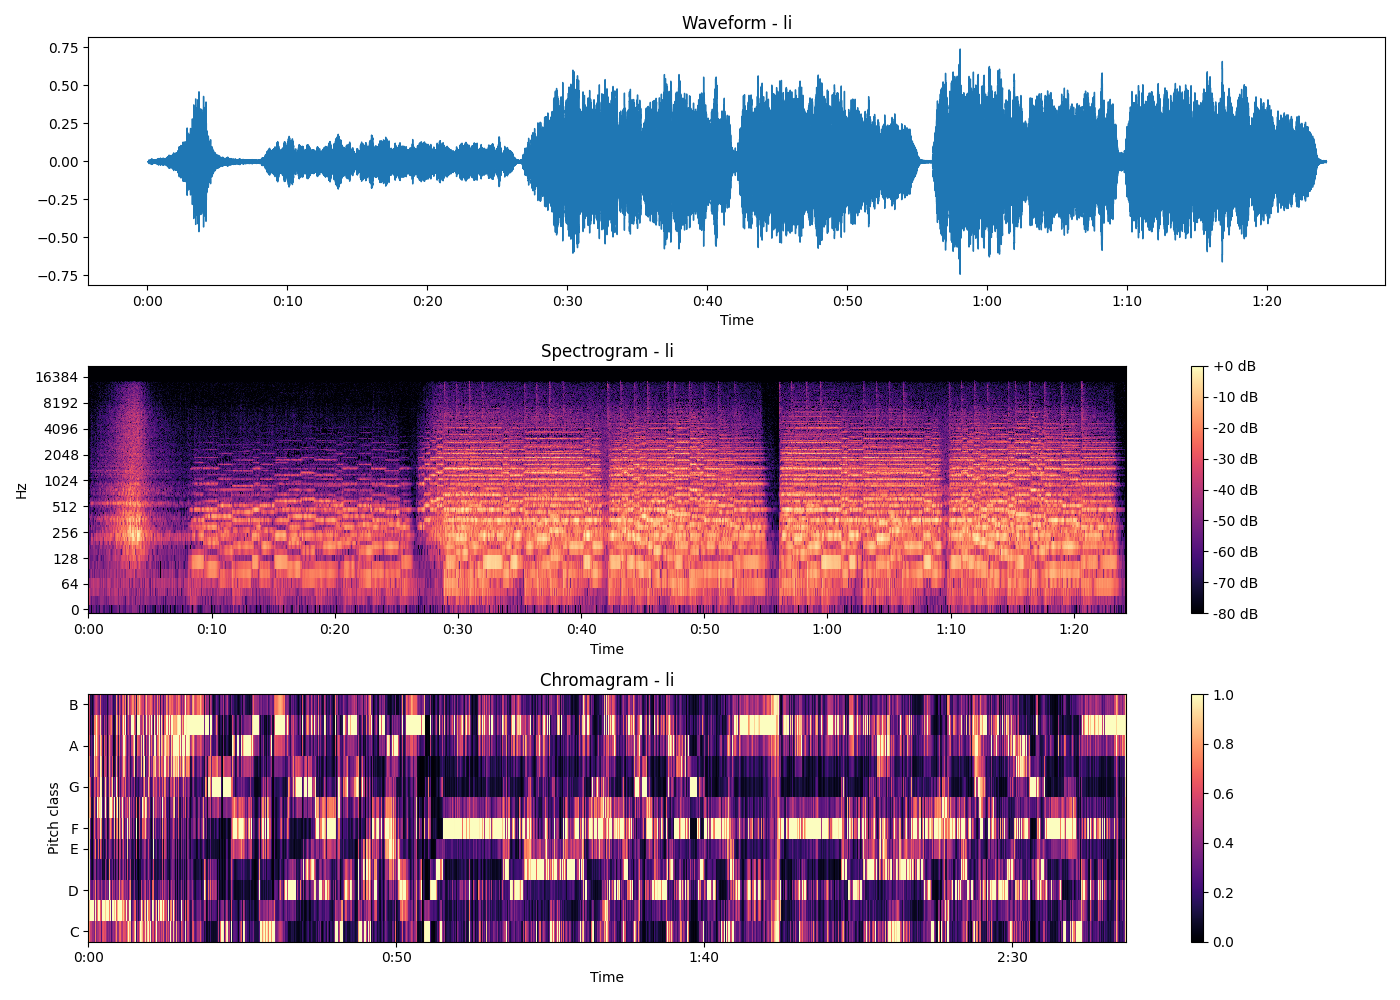 Waveform - li
0.75
0.50
0.25
0.00
−0.25
−0.50
−0.75
0:00 0:10 0:20 0:30 0:40 0:50 1:00 1:10 1:20
Time
Spectrogram - li
Hz
16384
8192
4096
2048
1024
512
256
128
64
0
0:00 0:10 0:20 0:30 0:40 0:50 1:00 1:10 1:20
Time
+0 dB
-10 dB
-20 dB
-30 dB
-40 dB
-50 dB
-60 dB
-70 dB
-80 dB
Chromagram - li
Pitch class
B
A
G
F
E
D
C
0:00 0:50 1:40 2:30
Time
1.0
0.8
0.6
0.4
0.2
0.0